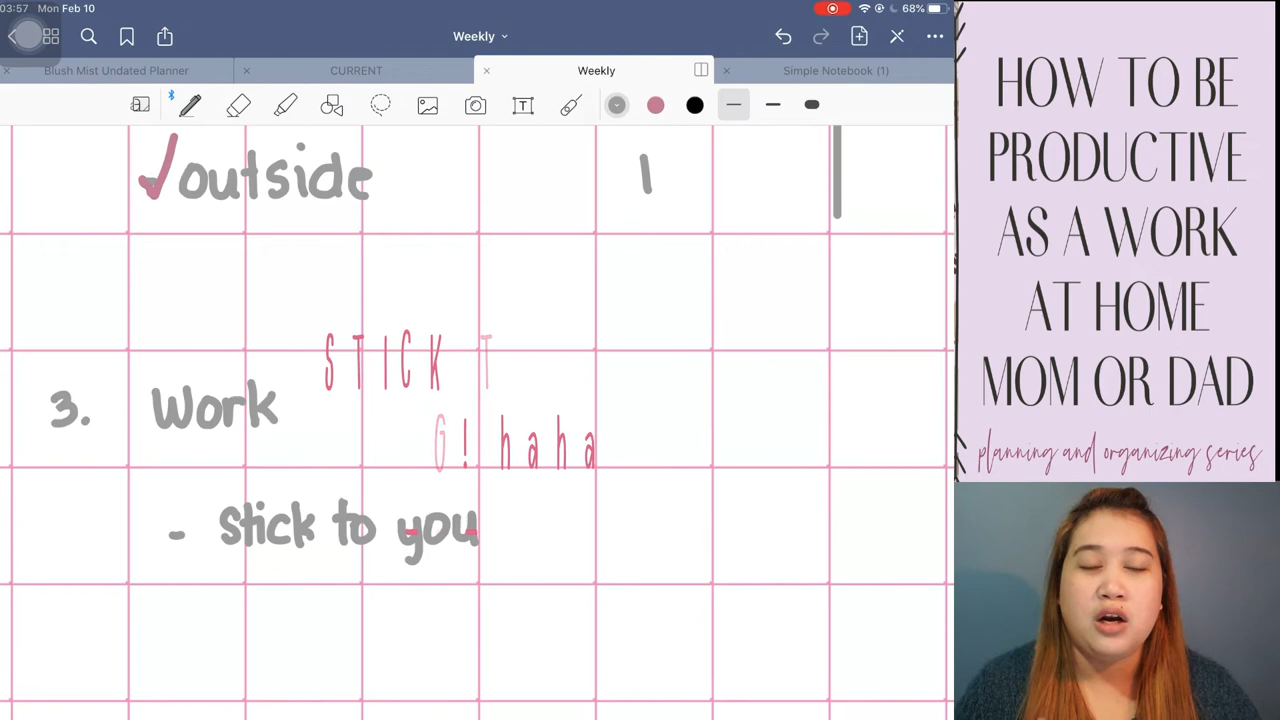 03:57 Mon Feb 10
68%
Weekly
Blush Mist Undated Planner
CURRENT
Weekly
Simple Notebook (1)
outside
1
STICK T
3. Work
G! haha
- Stick to you
HOW TO BE
PRODUCTIVE
AS A WORK
AT HOME
MOM OR DAD
planning and organizing series